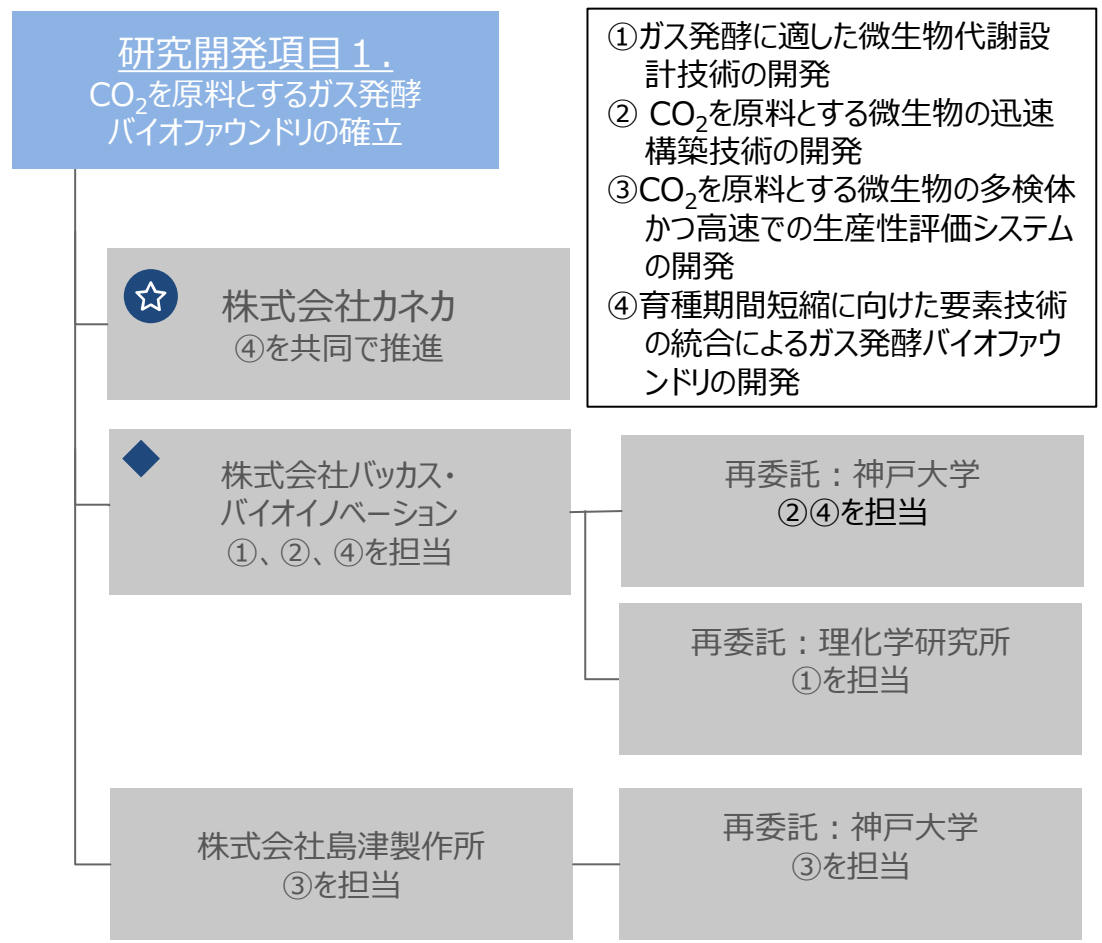 研究開発項目１．
CO₂を原料とするガス発酵
バイオファウンドリの確立
①ガス発酵に適した微生物代謝設
計技術の開発
② CO₂を原料とする微生物の迅速
構築技術の開発
③CO₂を原料とする微生物の多検体
かつ高速での生産性評価システム
の開発
④育種期間短縮に向けた要素技術
の統合によるガス発酵バイオファウ
ンドリの開発
株式会社カネカ
④を共同で推進
株式会社バッカス・
バイオイノベーション
①、②、④を担当
再委託：神戸大学
②④を担当
再委託：理化学研究所
①を担当
株式会社島津製作所
③を担当
再委託：神戸大学
③を担当